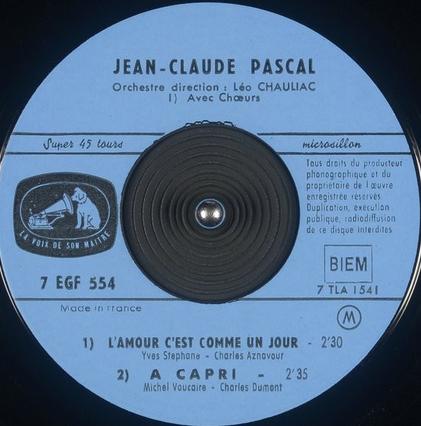 JEAN-CLAUDE PASCAL
Orchestre direction : Léo CHAULIAC
1) Avec Chœurs
Super 45 tours
microsillon
Tous droits du producteur
phonographique et du
propriétaire de l'œuvre
enregistrée réservés
Duplication, exécution
publique, radiodiffusion
de ce disque interdites
LA VOIX DE SON MAITRE
7 EGF 554
BIEM
7 TLA 1541
Made in France
M
1) L'AMOUR C'EST COMME UN JOUR - 2'30
Yves Stephane - Charles Aznavour
2) A CAPRI - 2'35
Michel Vaucaire - Charles Dumont